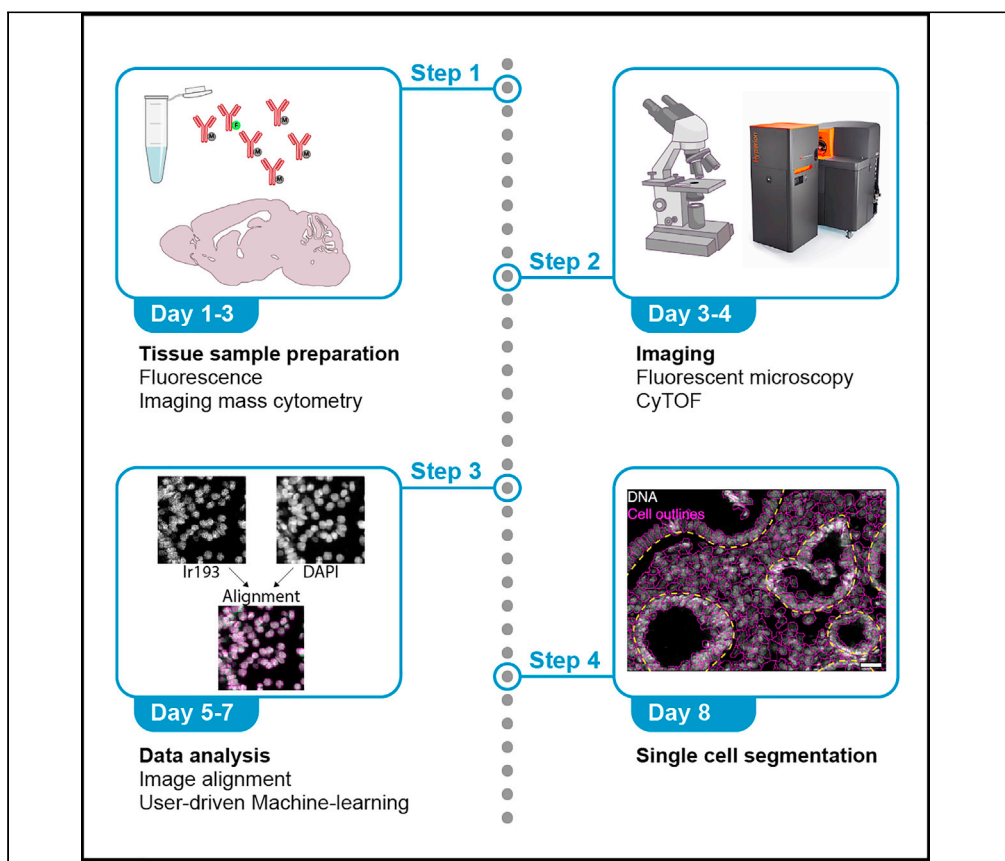 Step 1
F
M
M
M
M
M
Day 1-3
Tissue sample preparation
Fluorescence
Imaging mass cytometry
Step 2
Day 3-4
Imaging
Fluorescent microscopy
CyTOF
Step 3
Ir193
DAPI
Alignment
Day 5-7
Data analysis
Image alignment
User-driven Machine-learning
Step 4
DNA
Cell outlines
Day 8
Single cell segmentation